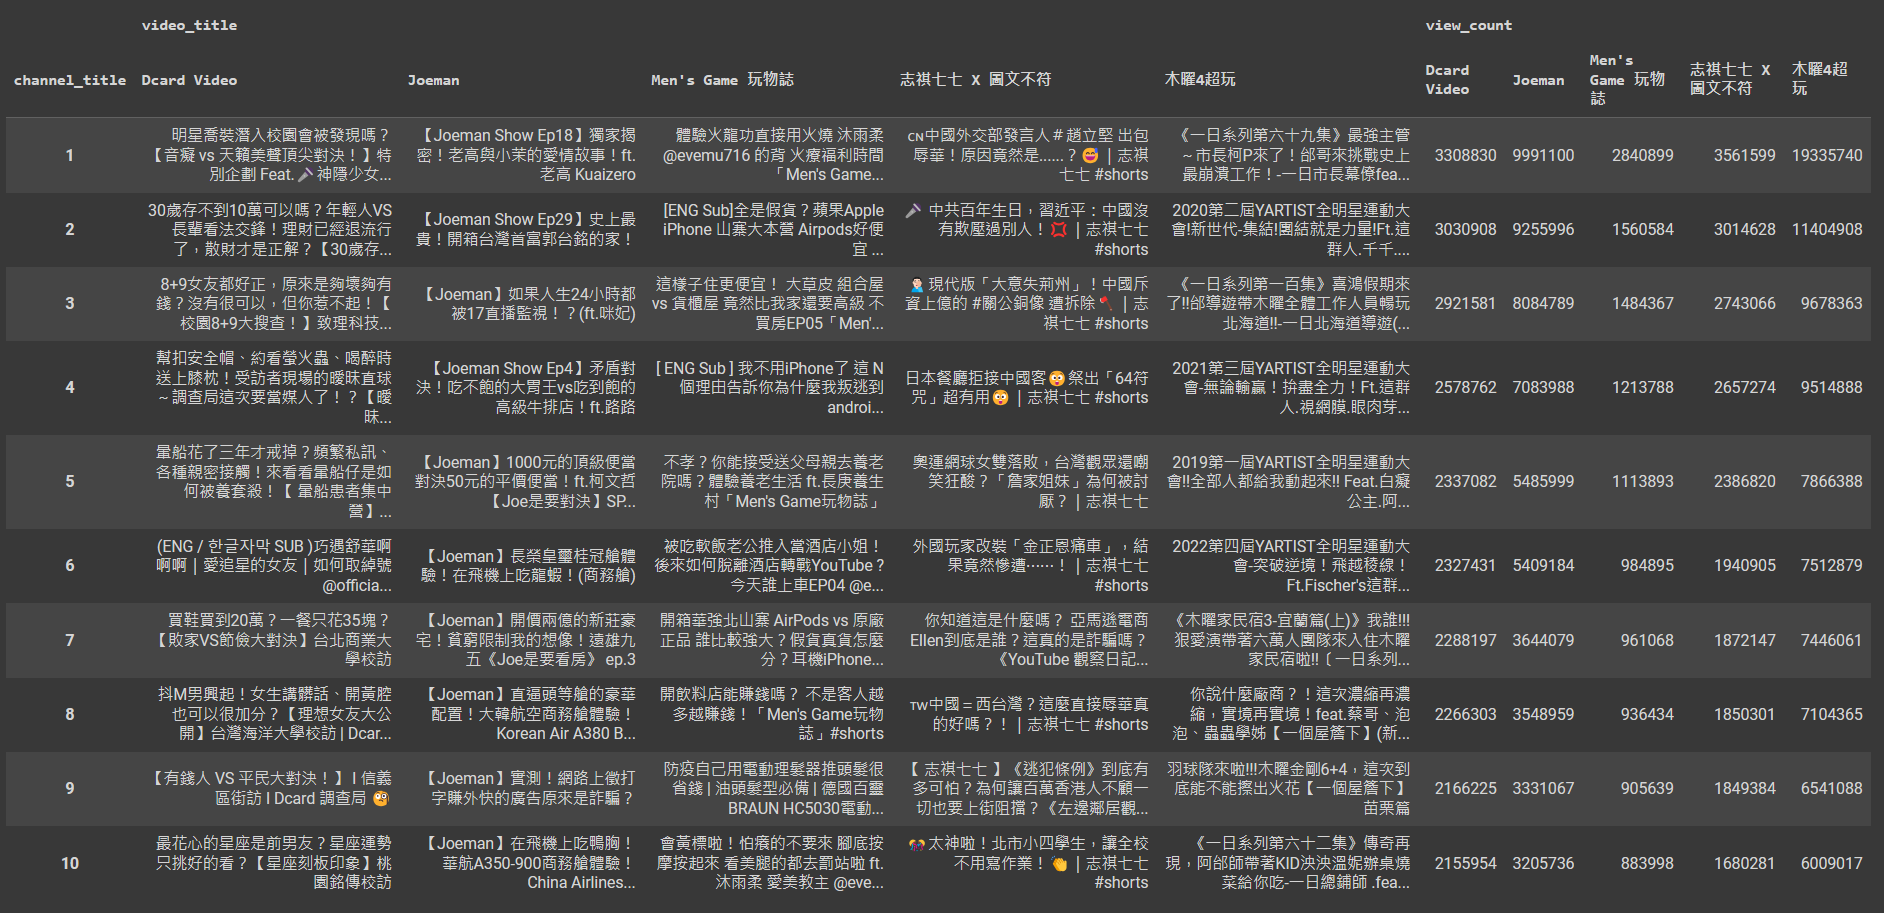 video_title
view_count
channel_title
Dcard Video
Joeman
Men's Game 玩物誌
志祺七七 X 圖文不符
木曜4超玩
Dcard
Video
Joeman
Men's
Game 玩物
誌
志祺七七 X
圖文不符
木曜4超
玩
1
明星喬裝潛入校園會被發現嗎？
【音癡 vs 天籟美聲頂尖對決！】特
別企劃 Feat.🎤神隱少女...
【Joeman Show Ep18】獨家揭
密！老高與小茉的愛情故事！ft.
老高 Kuaizero
體驗火龍功直接用火燒 沐雨柔
@evemu716 的背 火療福利時間
「Men's Game...
🇨🇳中國外交部發言人＃趙立堅 出包
辱華！原因竟然是......？😅｜志祺
七七 #shorts
《一日系列第六十九集》最強主管
～市長柯P來了！邰哥來挑戰史上
最崩潰工作！-一日市長幕僚fea...
3308830
9991100
2840899
3561599
19335740
2
30歲存不到10萬可以嗎？年輕人VS
長輩看法交鋒！理財已經退流行
了，散財才是正解？【30歲存...
【Joeman Show Ep29】史上最
貴！開箱台灣首富郭台銘的家！
[ENG Sub]全是假貨？蘋果Apple
iPhone 山寨大本營 Airpods好便
宜 ...
🎤 中共百年生日，習近平：中國沒
有欺壓過別人！💢｜志祺七七
#shorts
2020第二屆YARTIST全明星運動大
會!新世代-集結!團結就是力量!Ft.這
群人.千千....
3030908
9255996
1560584
3014628
11404908
3
8+9女友都好正，原來是夠壞夠有
錢？沒有很可以，但你惹不起！【
校園8+9大搜查！】致理科技...
【Joeman】如果人生24小時都
被17直播監視！？(ft.咪妃)
這樣子住更便宜！ 大草皮 組合屋
vs 貨櫃屋 竟然比我家還要高級 不
買房EP05「Men'...
🤦🏻現代版「大意失荊州」！中國斥
資上億的 #關公銅像 遭拆除🪓｜志
祺七七 #shorts
《一日系列第一百集》喜鴻假期來
了!!邰導遊帶木曜全體工作人員暢玩
北海道!!-一日北海道導遊(...
2921581
8084789
1484367
2743066
9678363
4
幫扣安全帽、約看螢火蟲、喝醉時
送上膝枕！受訪者現場的曖昧直球
～調查局這次要當媒人了！？【曖
昧...
【Joeman Show Ep4】矛盾對
決！吃不飽的大胃王vs吃到飽的
高級牛排店！ft.路路
[ ENG Sub ] 我不用iPhone了 這 N
個理由告訴你為什麼我叛逃到
androi...
日本餐廳拒接中國客😳祭出「64符
咒」超有用😳｜志祺七七 #shorts
2021第三屆YARTIST全明星運動大
會-無論輸贏！拚盡全力！Ft.這群
人.視網膜.眼肉芽...
2578762
7083988
1213788
2657274
9514888
5
暈船花了三年才戒掉？頻繁私訊、
各種親密接觸！來看看暈船仔是如
何被養套殺！【 暈船患者集中
營】...
【Joeman】1000元的頂級便當
對決50元的平價便當！ft.柯文哲
【Joe是要對決】SP...
不孝？你能接受送父母親去養老
院嗎？體驗養老生活 ft.長庚養生
村「Men's Game玩物誌」
奧運網球女雙落敗，台灣觀眾還嘲
笑狂酸？「詹家姐妹」為何被討
厭？｜志祺七七
2019第一屆YARTIST全明星運動大
會!!全部人都給我動起來!! Feat.白癡
公主.阿...
2337082
5485999
1113893
2386820
7866388
6
(ENG / 한글자막 SUB )巧遇舒華啊
啊啊 | 愛追星的女友 | 如何取綽號
@officia...
【Joeman】長榮皇璽桂冠艙體
驗！在飛機上吃龍蝦！(商務艙)
被吃軟飯老公推入當酒店小姐！
後來如何脫離酒店轉戰YouTube？
今天誰上車EP04 @e...
外國玩家改裝「金正恩痛車」，結
果竟然慘遭⋯⋯！｜志祺七七
#shorts
2022第四屆YARTIST全明星運動大
會-突破逆境！飛越稜線！
Ft.Fischer's這群...
2327431
5409184
984895
1940905
7512879
7
買鞋買到20萬？一餐只花35塊？
【敗家VS節儉大對決】台北商業大
學校訪
【Joeman】開價兩億的新莊豪
宅！貧窮限制我的想像！遠雄九
五《Joe是要看房》 ep.3
開箱華強北山寨 AirPods vs 原廠
正品 誰比較強大？假貨真貨怎麼
分？耳機iPhone...
你知道這是什麼嗎？ 亞馬遜電商
Ellen到底是誰？這真的是詐騙嗎？
《YouTube 觀察日記...
《木曜家民宿3-宜蘭篇(上)》我誰!!!
狠愛演帶著六萬人團隊來入住木曜
家民宿啦!!〔一日系列...
2288197
3644079
961068
1872147
7446061
8
抖M男興起！女生講髒話、開黃腔
也可以很加分？【理想女友大公
開】台灣海洋大學校訪 | Dcar...
【Joeman】直逼頭等艙的豪華
配置！大韓航空商務艙體驗！
Korean Air A380 B...
開飲料店能賺錢嗎？ 不是客人越
多越賺錢！「Men's Game玩物
誌」#shorts
🇹🇼中國＝西台灣？這麼直接辱華真
的好嗎？！｜志祺七七 #shorts
你說什麼廠商？！這次濃縮再濃
縮，實境再實境！feat.蔡哥、泡
泡、蟲蟲學姊【一個屋簷下】(新...
2266303
3548959
936434
1850301
7104365
9
【有錢人 VS 平民大對決！】I 信義
區街訪 I Dcard 調查局 🧐
【Joeman】實測！網路上徵打
字賺外快的廣告原來是詐騙？
防疫自己用電動理髮器推頭髮很
省錢 | 油頭髮型必備 | 德國百靈
BRAUN HC5030電動...
【 志祺七七 】《逃犯條例》到底有
多可怕？為何讓百萬香港人不顧一
切也要上街阻擋？《左邊鄰居觀...
羽球隊來啦!!!木曜金剛6+4，這次到
底能不能擦出火花【一個屋簷下】
苗栗篇
2166225
3331067
905639
1849384
6541088
10
最花心的星座是前男友？星座運勢
只挑好的看？【星座刻板印象】桃
園銘傳校訪
【Joeman】在飛機上吃鴨胸！
華航A350-900商務艙體驗！
China Airlines...
會黃標啦！怕癢的不要來 腳底按
摩按起來 看美腿的都去罰站啦 ft.
沐雨柔 愛美教主 @eve...
🎊太神啦！北市小四學生，讓全校
不用寫作業！👏｜志祺七七
#shorts
《一日系列第六十二集》傳奇再
現，阿邰師帶著KID泱泱溫妮辦桌燒
菜給你吃-一日總鋪師 .fea...
2155954
3205736
883998
1680281
6009017